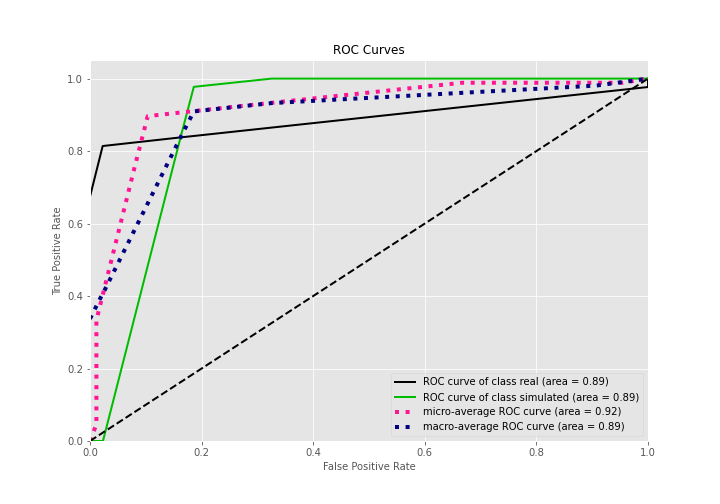 ROC Curves
1.0
0.8
0.6
0.4
0.2
0.0
True Positive Rate
0.0 0.2 0.4 0.6 0.8 1.0
False Positive Rate
ROC curve of class real (area = 0.89)
ROC curve of class simulated (area = 0.89)
micro-average ROC curve (area = 0.92)
macro-average ROC curve (area = 0.89)